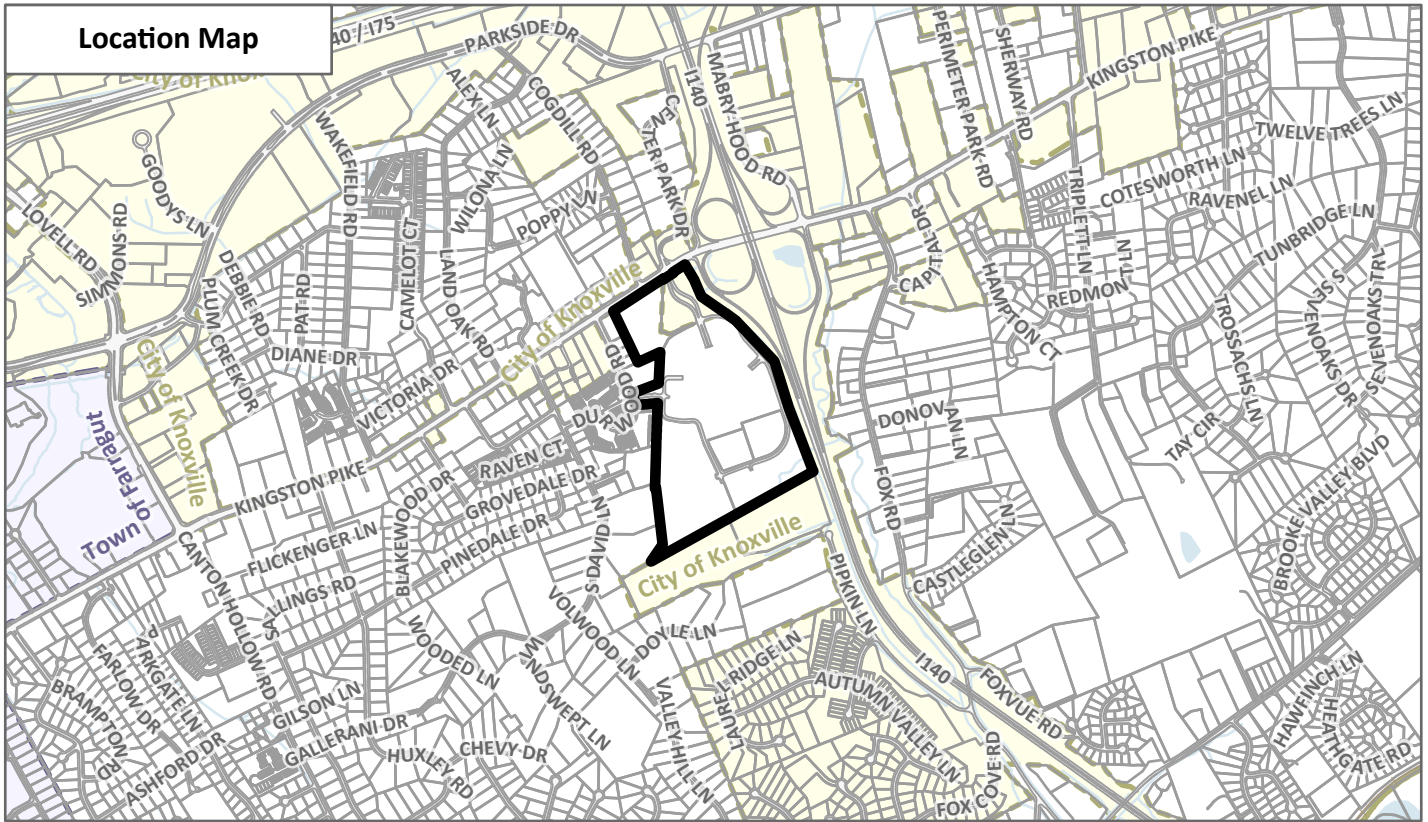 Location Map
40 / I75
City of Kno
PARKSIDE DR
I140
MABRY HOOD RD
PERIMETER PARK RD
SHERWAY RD
KINGSTON PIKE
ALEX LN
COGDILL RD
CENTER PARK DR
WAKEFIELD RD
TWELVE TREES LN
GOODYS LN
WILONA LN
COTESWORTH LN
TRIPLETT LN
RAVENEL LN
LOVELL RD
SIMMONS RD
CAMELOT CT
POPPY LN
CAPITAL DR
TUNBRIDGE LN
DEBBIE RD
PAT RD
LAND OAK RD
City of Knoxville
HAMPTON CT
REDMONT LN
PLUM CREEK DR
S SEVENOAKS DR
SEVENOAKS TRL
TROSSACHS LN
DIANE DR
City of Knoxville
VICTORIA DR
DURWOOD RD
DONOVAN LN
TAY CIR
Town of Farragut
KINGSTON PIKE
RAVEN CT
GROVEDALE DR
BLAKEWOOD DR
PINEDALE DR
FOX RD
BROOKE VALLEY BLVD
FLICKENGER LN
S DAVID LN
City of Knoxville
CASTLEGLEN LN
CANTON HOLLOW RD
SALLINGS RD
PIPKIN LN
VOLWOOD LN
DOYLE LN
WOODED LN
WINDSWEPT LN
LAUREL RIDGE LN
I140
FOXVUE RD
PARKGATE LN
FARLOW DR
BRAMPTON RD
GILSON LN
AUTUMN VALLEY LN
VALLEY HILL LN
HAWFINCH LN
HEATHGATE RD
ASHFORD DR
GALLERANI DR
HUXLEY RD
CHEVY DR
FOX COVE RD